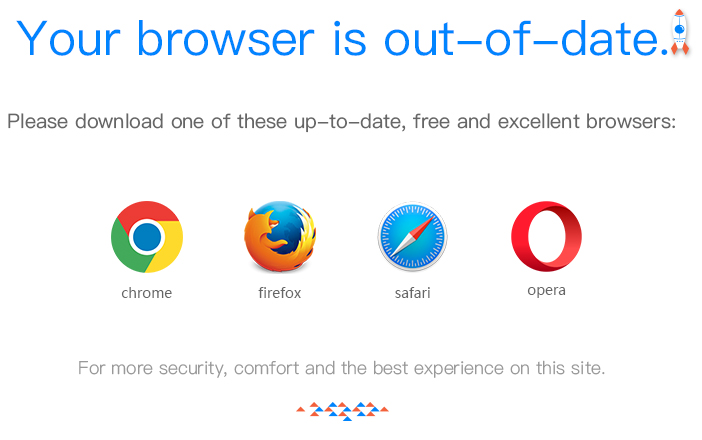 Your browser is out-of-date.
Please download one of these up-to-date, free and excellent browsers:
chrome
firefox
safari
opera
For more security, comfort and the best experience on this site.